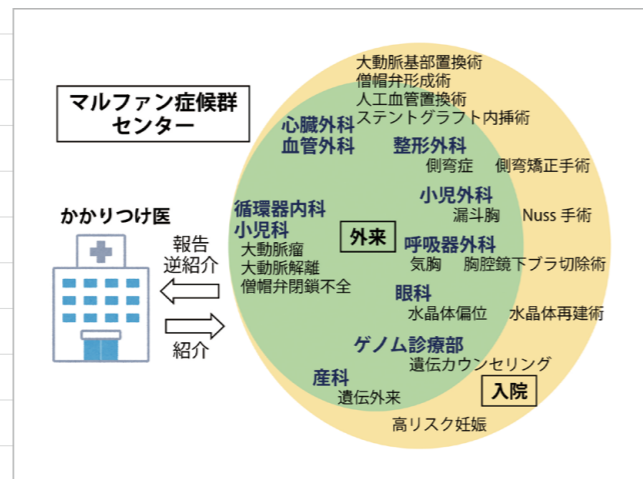 マルファン症候群
センター
大動脈基部置換術
僧帽弁形成術
人工血管置換術
ステントグラフト内挿術
心臓外科
血管外科
整形外科
側弯症 側弯矯正手術
小児外科
漏斗胸 Nuss 手術
循環器内科
小児科
大動脈瘤
大動脈解離
僧帽弁閉鎖不全
外来
呼吸器外科
気胸 胸腔鏡下ブラ切除術
眼科
水晶体偏位 水晶体再建術
ゲノム診療部
遺伝カウンセリング
産科
遺伝外来
入院
高リスク妊娠
かかりつけ医
報告
逆紹介
紹介